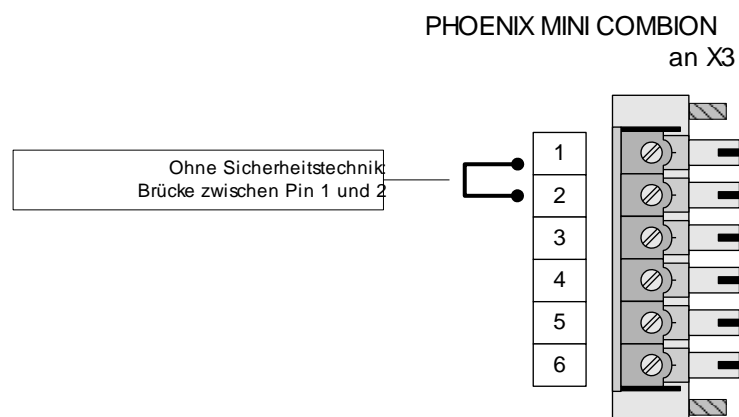 PHOENIX MINI COMBION
an X3
Ohne Sicherheitstechnik:
Brücke zwischen Pin 1 und 2
1
2
3
4
5
6